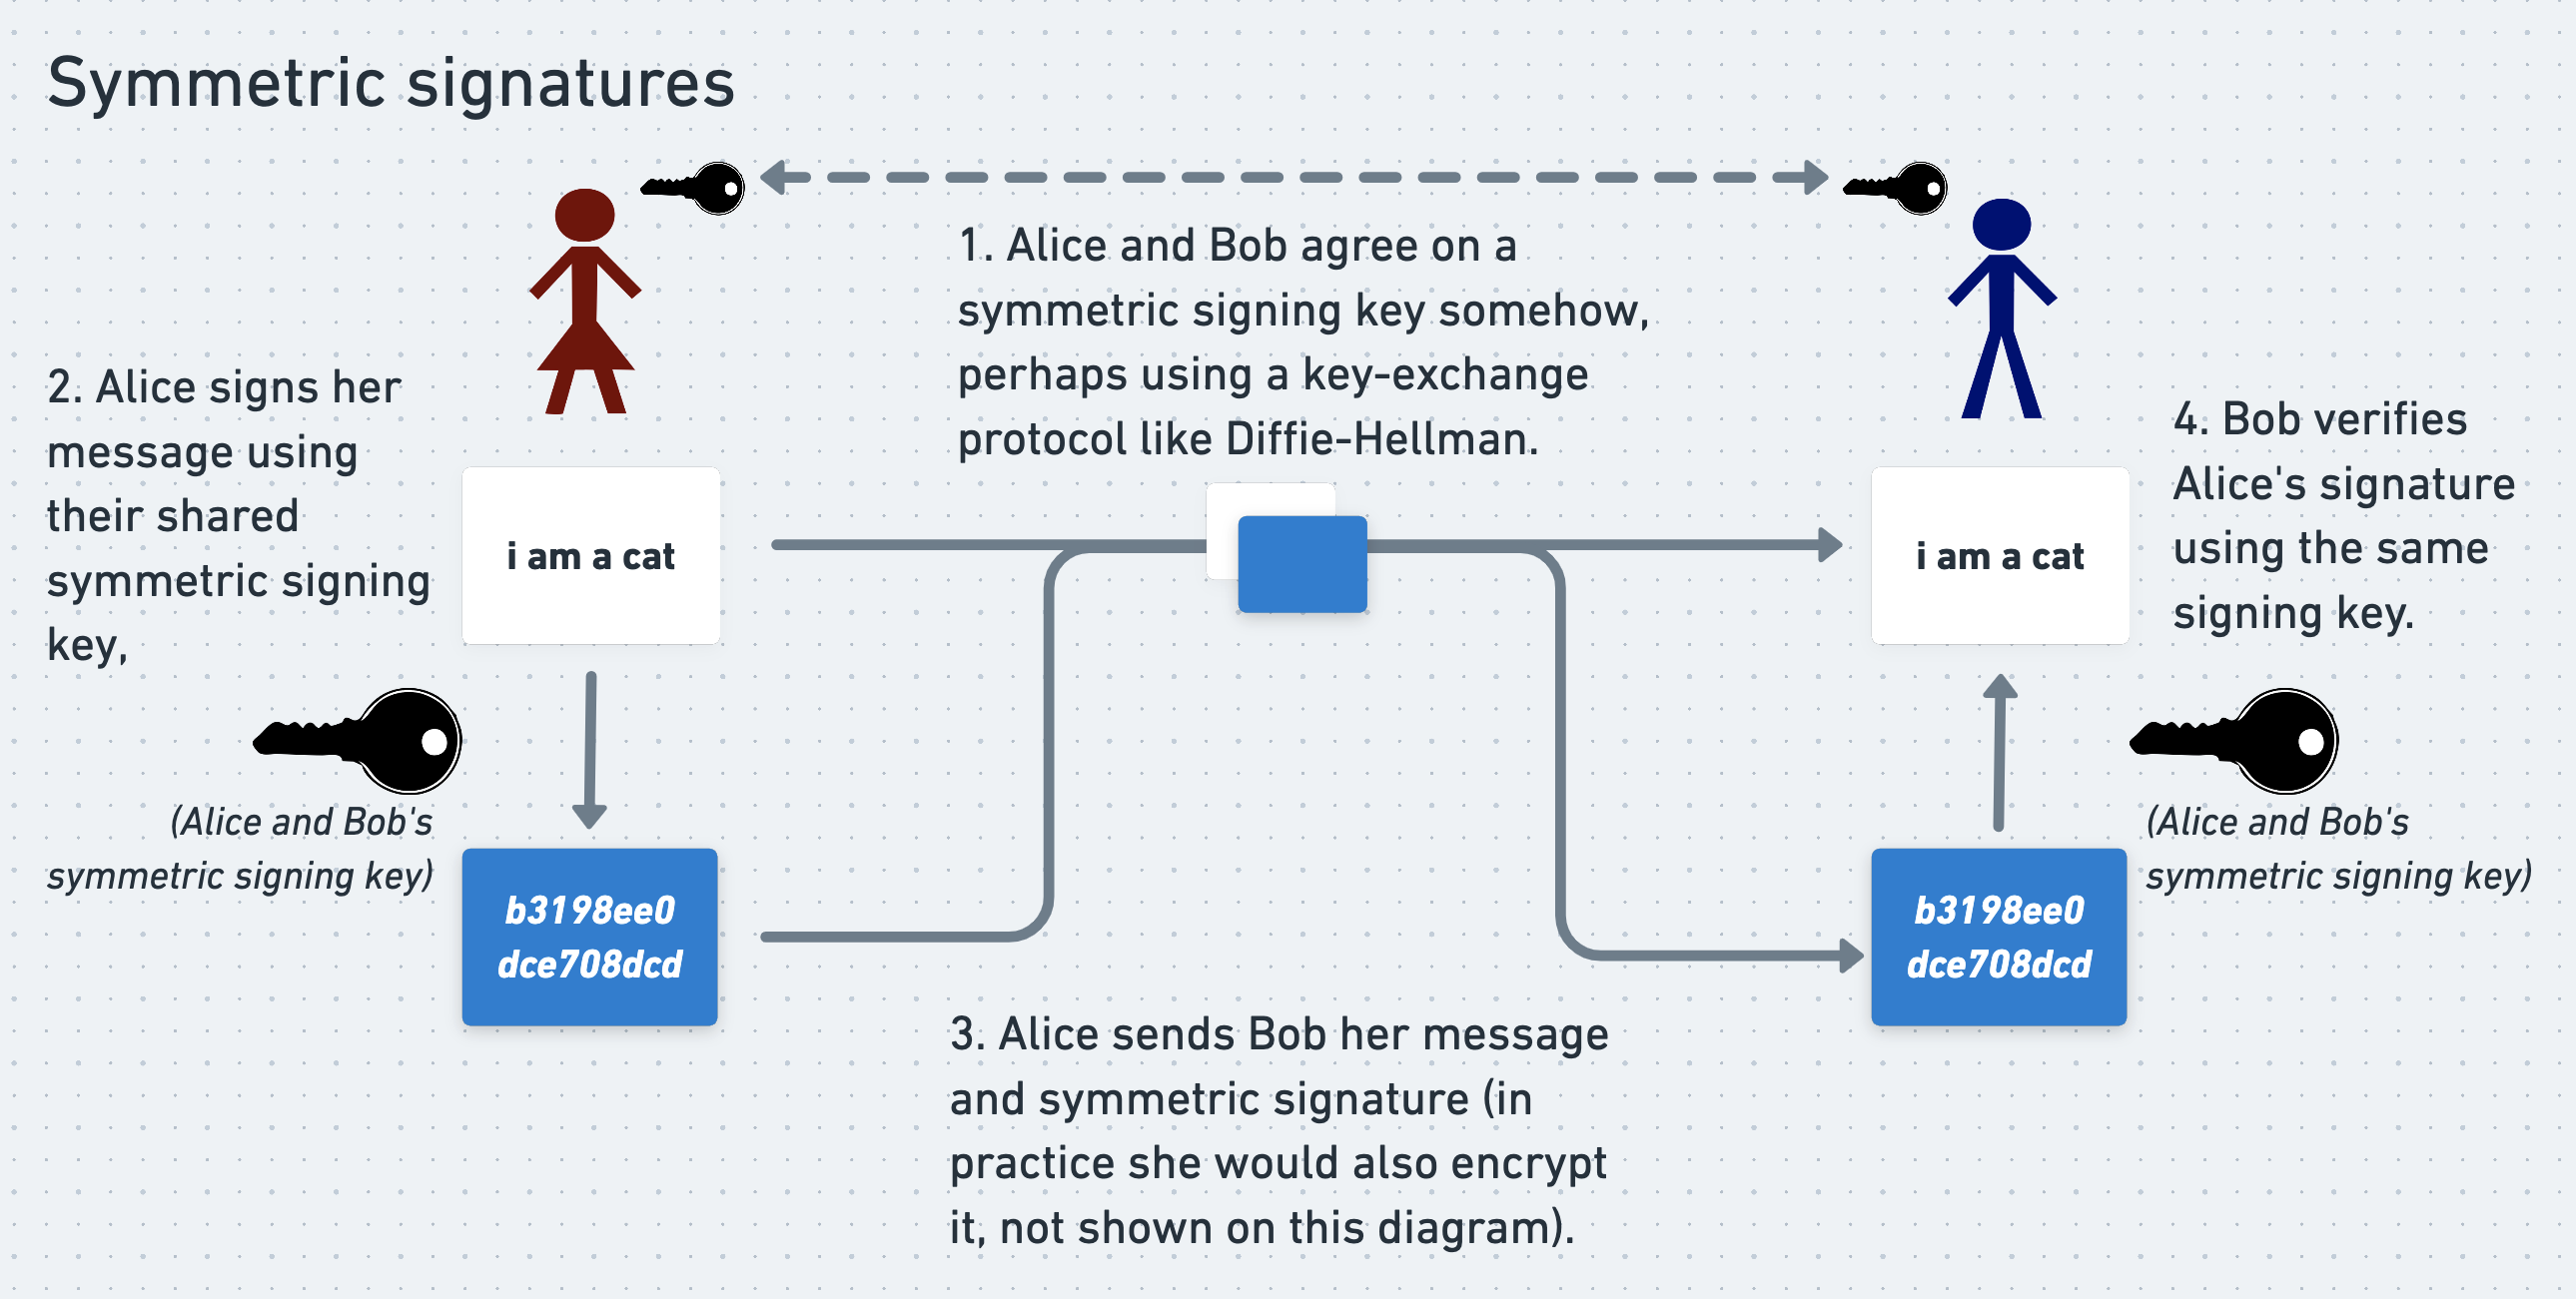 Symmetric signatures
1. Alice and Bob agree on a
symmetric signing key somehow,
perhaps using a key-exchange
protocol like Diffie-Hellman.
2. Alice signs her
message using
their shared
symmetric signing
key,
(Alice and Bob's
symmetric signing key)
i am a cat
b3198ee0
dce708dcd
3. Alice sends Bob her message
and symmetric signature (in
practice she would also encrypt
it, not shown on this diagram).
i am a cat
b3198ee0
dce708dcd
4. Bob verifies
Alice's signature
using the same
signing key.
(Alice and Bob's
symmetric signing key)